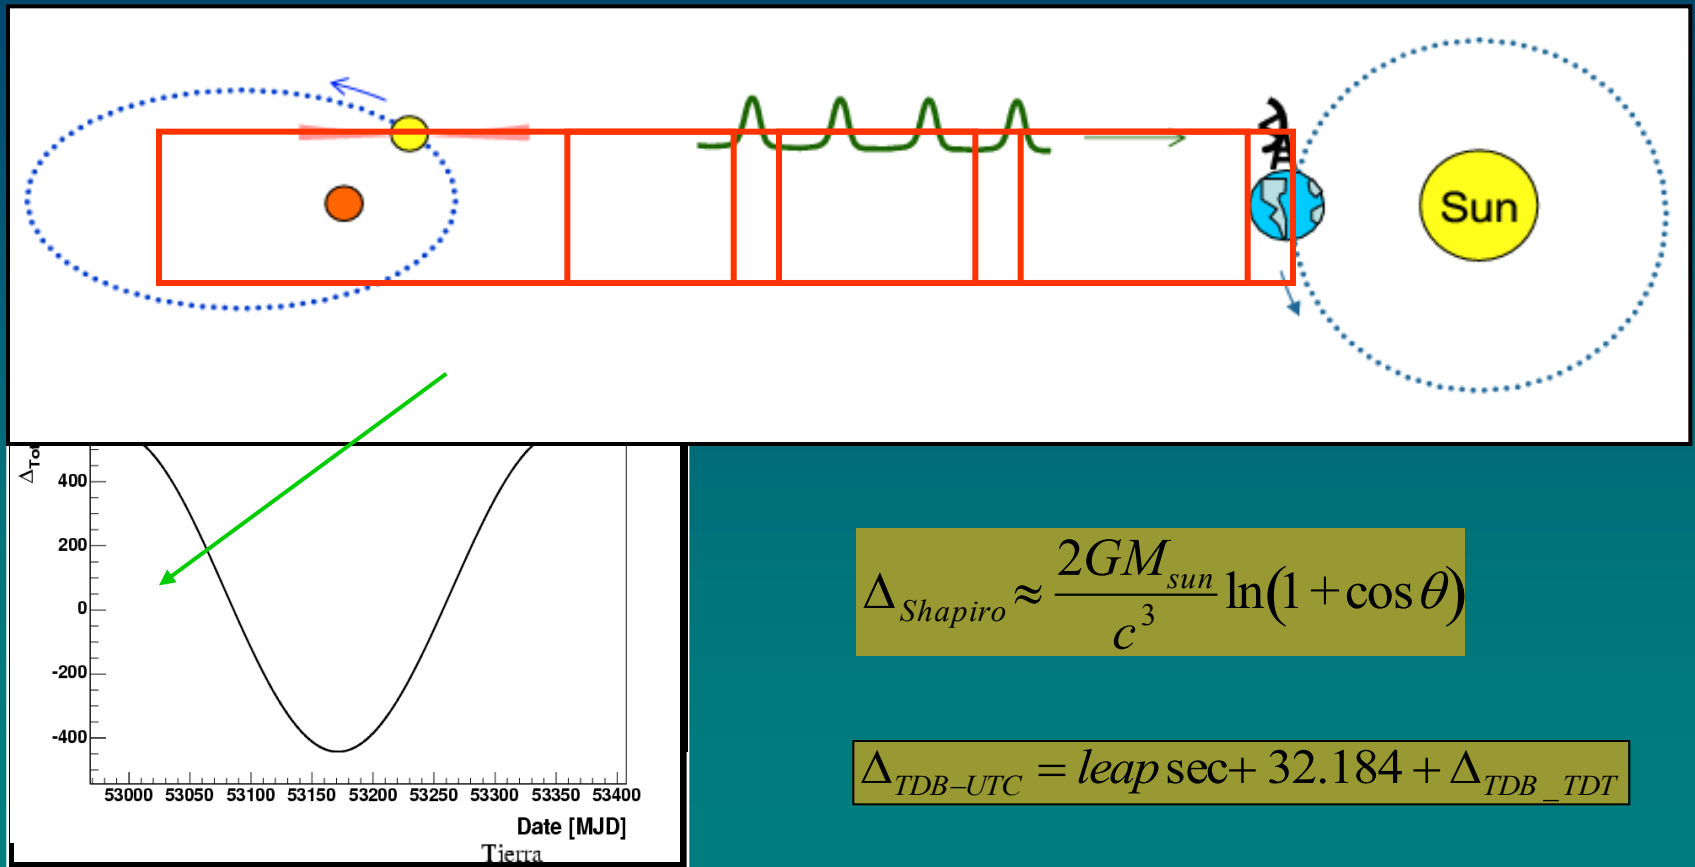 Sun
400
200
0
-200
-400
53000 53050 53100 53150 53200 53250 53300 53350 53400
Date [MJD]
Tierra
Δ_Shapiro ≈ 2GM_sun / c^3 ln(1 + cos θ)
Δ_TDB−UTC = leap sec+ 32.184 + Δ_TDB_TDT